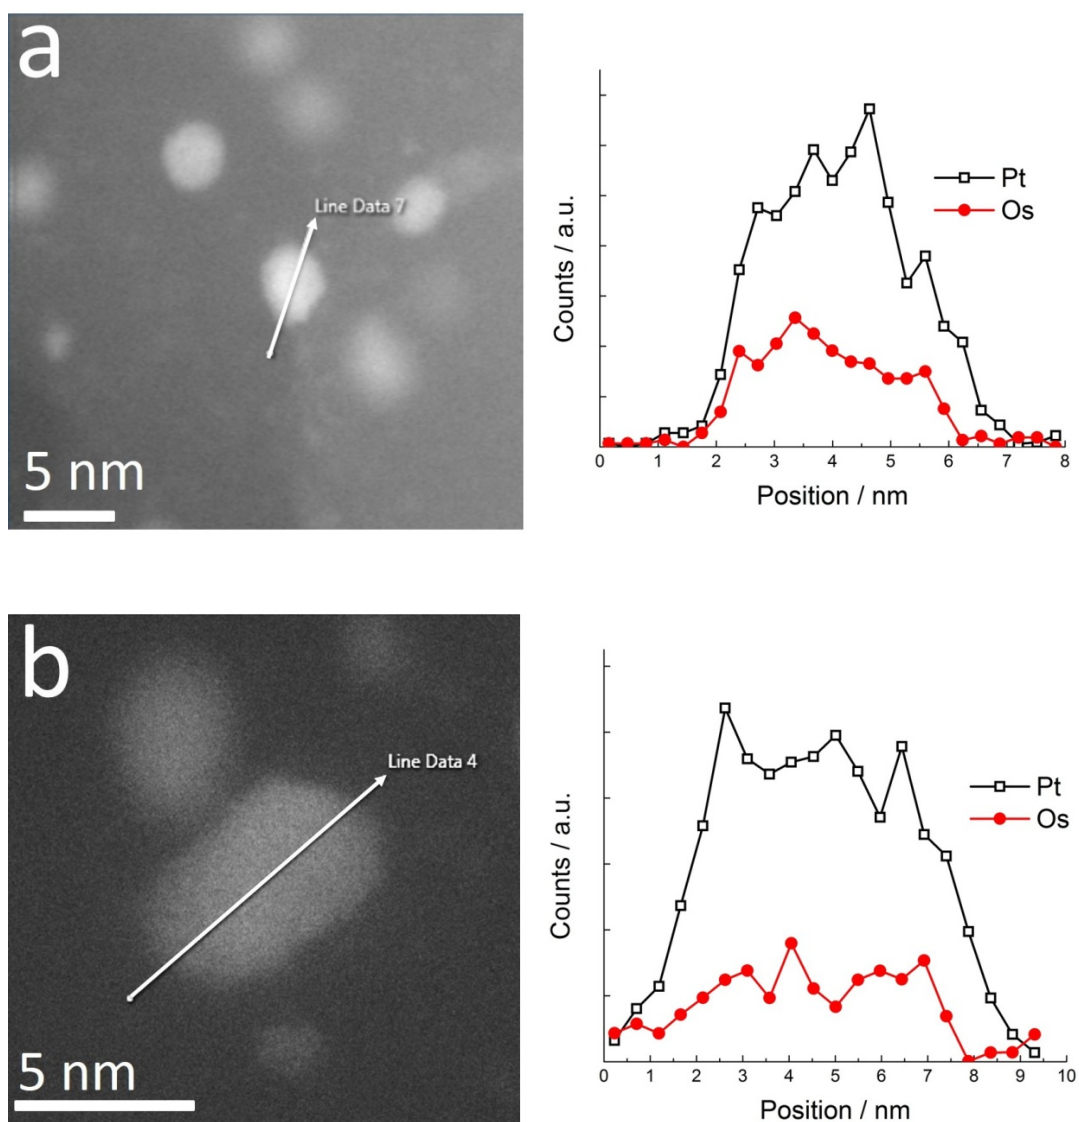 a
Line Data 7
5 nm
Counts / a.u.
Pt
Os
0 1 2 3 4 5 6 7 8
Position / nm
b
Line Data 4
5 nm
Counts / a.u.
Pt
Os
0 1 2 3 4 5 6 7 8 9 10
Position / nm